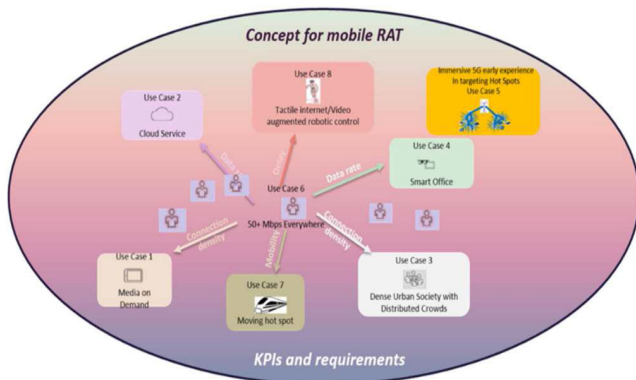 Concept for mobile RAT
Use Case 8
Tactile internet/Video
augmented robotic control
Immersive 5G early experience
in targeting Hot Spots
Use Case 5
Use Case 2
Cloud Service
Use Case 4
Smart Office
Data
Data rate
Use Case 6
50+ Mbps Everywhere
Connection
density
Mobility
Connection
density
Use Case 1
Media on
Demand
Use Case 7
Moving hot spot
Use Case 3
Dense Urban Society with
Distributed Crowds
KPIs and requirements